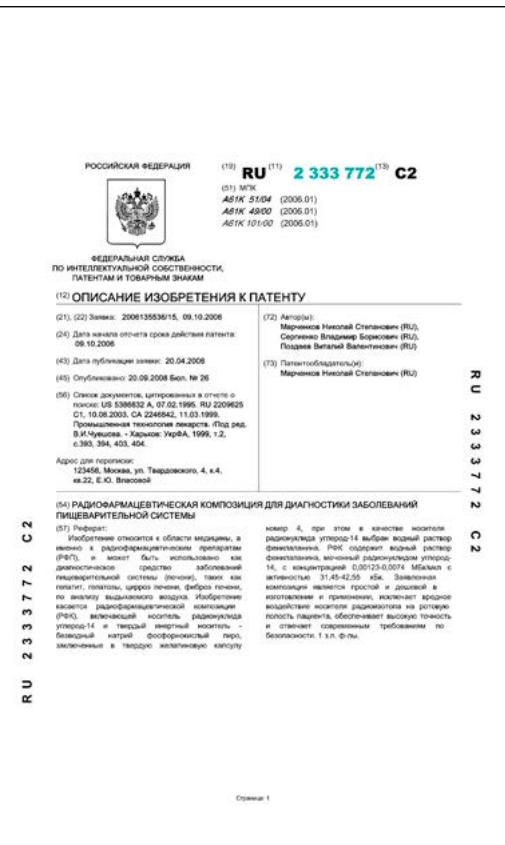 РОССИЙСКАЯ ФЕДЕРАЦИЯ
(19) RU (11) 2 333 772 (13) C2
(51) МПК
A61K 51/04 (2006.01)
A61K 49/00 (2006.01)
A61K 101/00 (2006.01)
ФЕДЕРАЛЬНАЯ СЛУЖБА
ПО ИНТЕЛЛЕКТУАЛЬНОЙ СОБСТВЕННОСТИ,
ПАТЕНТАМ И ТОВАРНЫМ ЗНАКАМ
(12) ОПИСАНИЕ ИЗОБРЕТЕНИЯ К ПАТЕНТУ
(21), (22) Заявка: 2006135536/15, 09.10.2006
(24) Дата начала отсчета срока действия патента:
09.10.2006
(43) Дата публикации заявки: 20.04.2008
(45) Опубликовано: 20.09.2008 Бюл. № 26
(56) Список документов, цитированных в отчете о
поиске: US 5386832 A, 07.02.1995. RU 2209625
C1, 10.08.2003. CA 2246842, 11.03.1999.
Промышленная технология лекарств. /Под ред.
В.И.Чуешова. - Харьков: УкрФА, 1999, т.2,
с.393, 394, 403, 404.
Адрес для переписки:
123458, Москва, ул. Твардовского, 4, к.4,
кв.22, Е.Ю. Власовой
(72) Автор(ы):
Марченков Николай Степанович (RU),
Сергиенко Владимир Борисович (RU),
Поздеев Виталий Валентинович (RU)
(73) Патентообладатель(и):
Марченков Николай Степанович (RU)
(54) РАДИОФАРМАЦЕВТИЧЕСКАЯ КОМПОЗИЦИЯ ДЛЯ ДИАГНОСТИКИ ЗАБОЛЕВАНИЙ
ПИЩЕВАРИТЕЛЬНОЙ СИСТЕМЫ
(57) Реферат:
Изобретение относится к области медицины, а
именно к радиофармацевтическим препаратам
(РФП), и может быть использовано как
диагностическое средство заболеваний
пищеварительной системы (печени), таких как
гепатит, гепатозы, цирроз печени, фиброз печени,
по анализу выдыхаемого воздуха. Изобретение
касается радиофармацевтической композиции
(РФК), включающей носитель радионуклида
углерод-14 и твердый инертный носитель -
безводный натрий фосфорнокислый пиро,
заключенные в твердую желатиновую капсулу
номер 4, при этом в качестве носителя
радионуклида углерод-14 выбран водный раствор
фенилаланина. РФК содержит водный раствор
фенилаланина, меченный радионуклидом углерод-
14, с концентрацией 0,00123-0,0074 МБк/мкл с
активностью 31,45-42,55 кБк. Заявленная
композиция является простой и дешевой в
изготовлении и применении, исключает вредное
воздействие носителя радиоизотопа на ротовую
полость пациента, обеспечивает высокую точность
и отвечает современным требованиям по
безопасности. 1 з.п. ф-лы.
RU 2333772 C2
RU 2333772 C2
Страница: 1